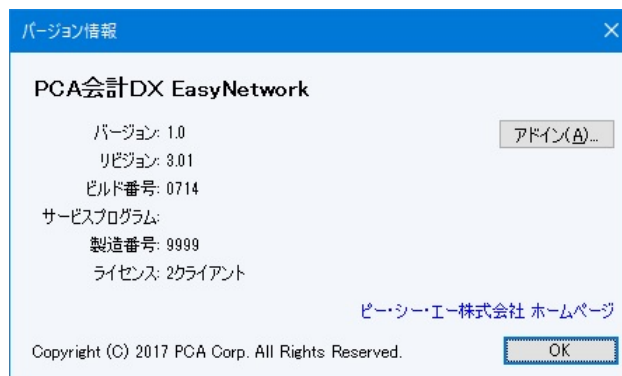 バージョン情報
PCA会計DX EasyNetwork
バージョン: 1.0
アドイン(A)...
リビジョン: 3.01
ビルド番号: 0714
サービスプログラム:
製造番号: 9999
ライセンス: 2クライアント
ピー・シー・エー株式会社 ホームページ
Copyright (C) 2017 PCA Corp. All Rights Reserved.
OK